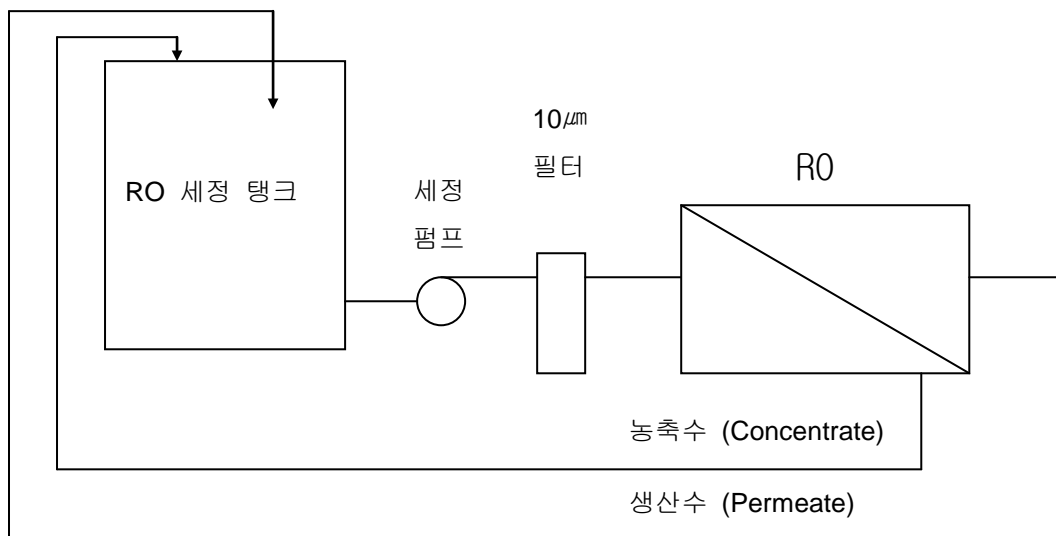 10㎛
필터
RO
RO 세정 탱크
세정
펌프
농축수 (Concentrate)
생산수 (Permeate)